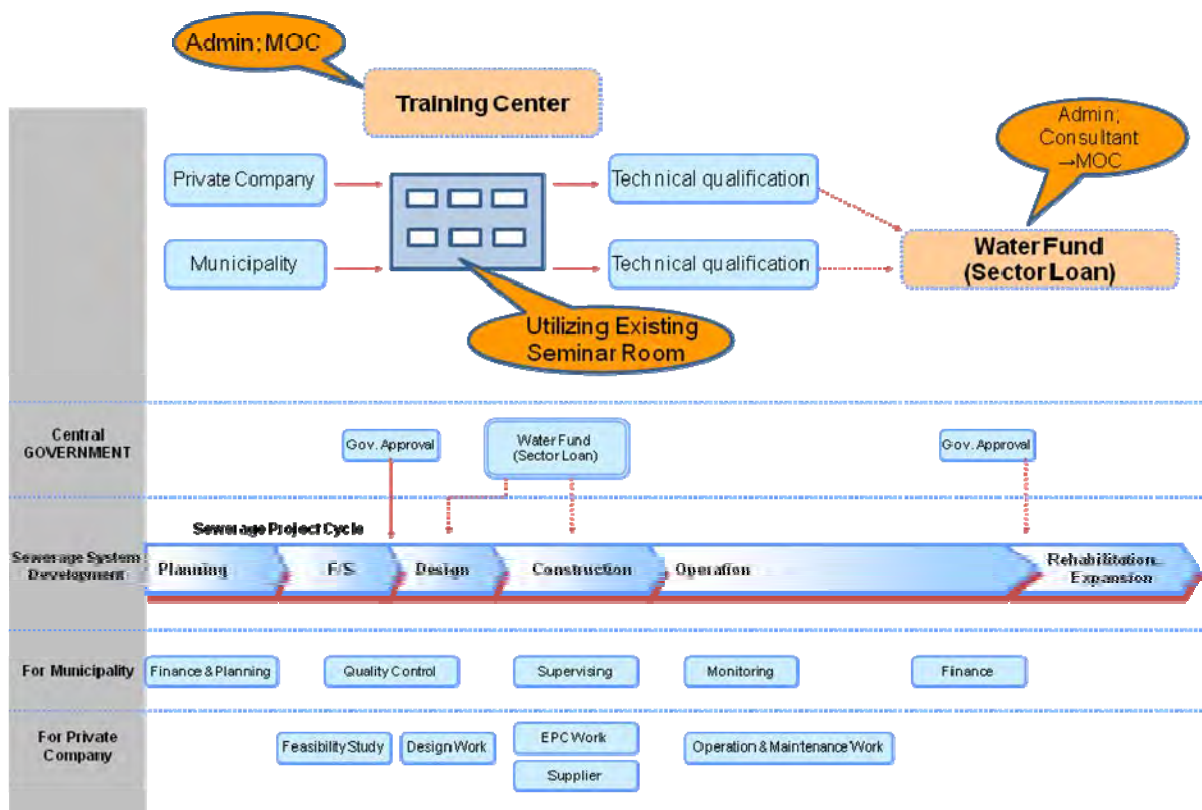 Admin; MOC
Training Center
Admin;
Consultant
→MOC
Private Company
Technical qualification
Municipality
Technical qualification
Water Fund
(Sector Loan)
Utilizing Existing
Seminar Room
Central
GOVERNMENT
Gov. Approval
Water Fund
(Sector Loan)
Gov. Approval
Sewerage Project Cycle
Sewerage System
Development
Planning
F/S
Design
Construction
Operation
Rehabilitation
Expansion
For Municipality
Finance & Planning
Quality Control
Supervising
Monitoring
Finance
For Private
Company
Feasibility Study
Design Work
EPC Work
Supplier
Operation & Maintenance Work